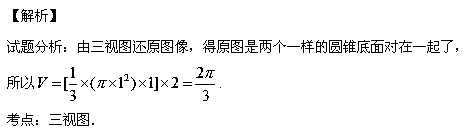 【解析】
试题分析：由三视图还原图像，得原图是两个一样的圆锥底面对在一起了，
所以V=[1/3×(π×1²)×1]×2=2π/3.
考点：三视图．